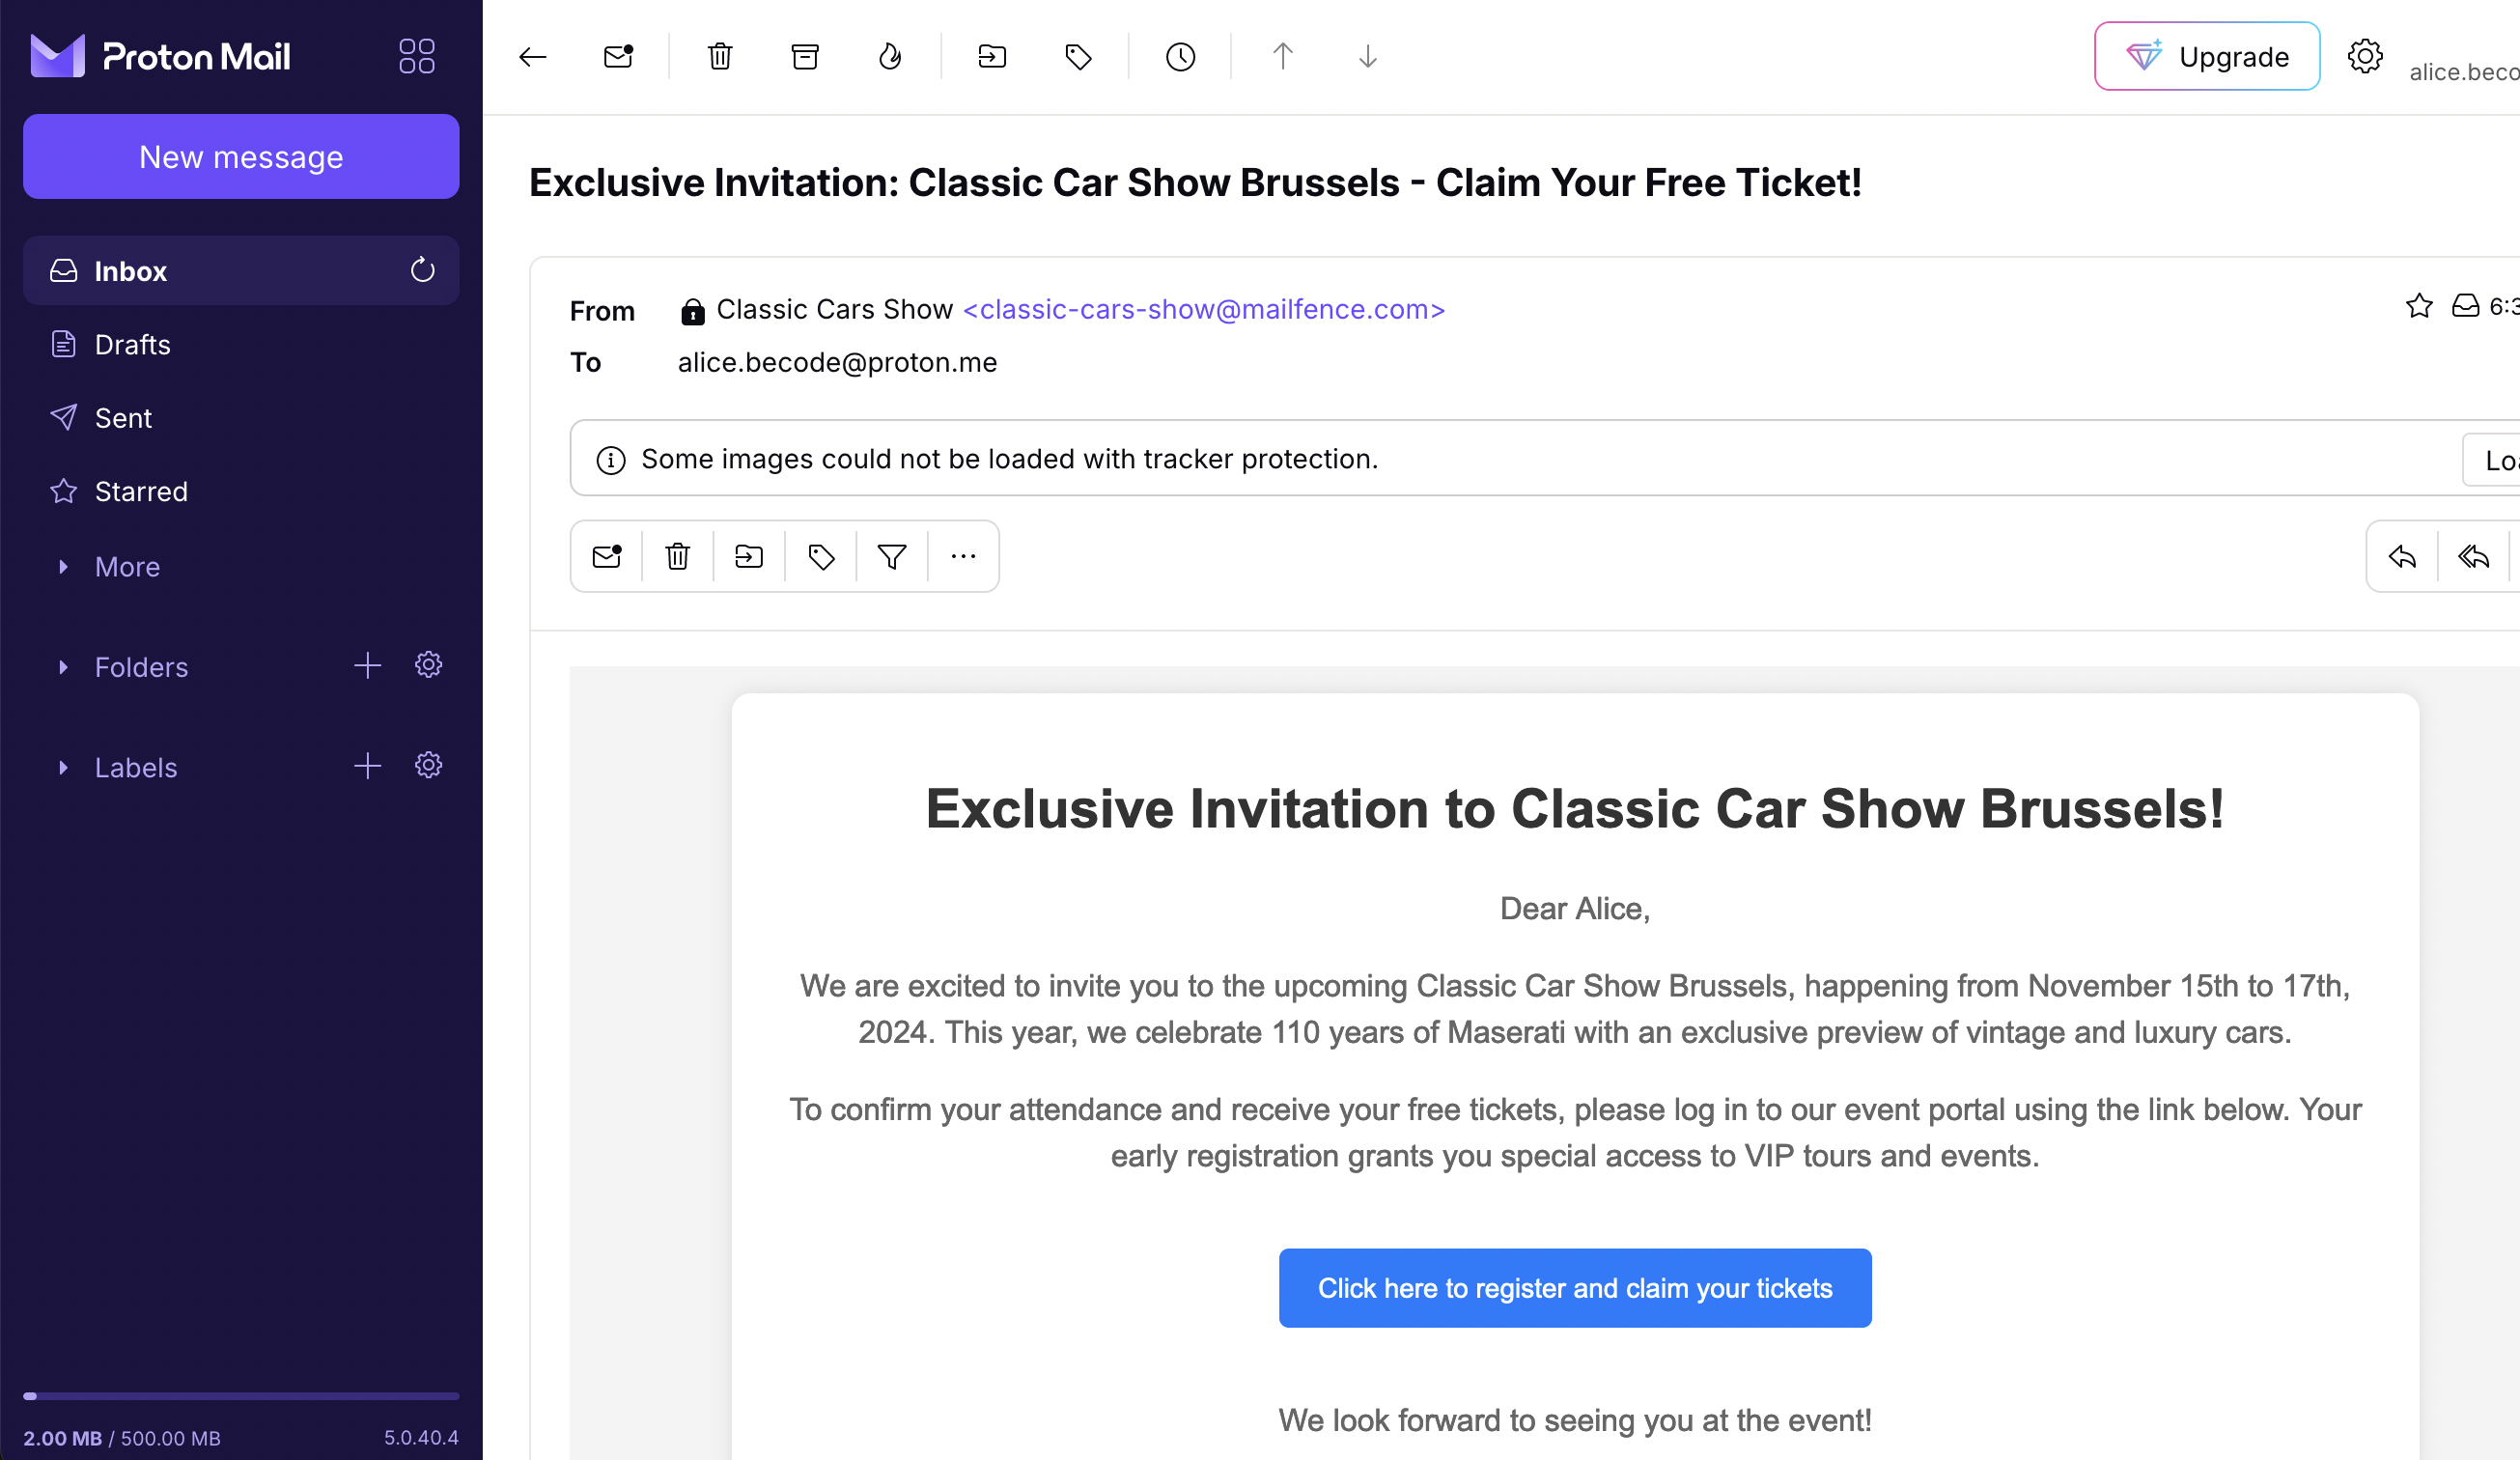 Proton Mail
Upgrade
alice.beco
New message
Exclusive Invitation: Classic Car Show Brussels - Claim Your Free Ticket!
Inbox
From Classic Cars Show <classic-cars-show@mailfence.com>
6:3
Drafts
To alice.becode@proton.me
Sent
Some images could not be loaded with tracker protection.
Loa
Starred
More
Folders
Labels
Exclusive Invitation to Classic Car Show Brussels!
Dear Alice,
We are excited to invite you to the upcoming Classic Car Show Brussels, happening from November 15th to 17th,
2024. This year, we celebrate 110 years of Maserati with an exclusive preview of vintage and luxury cars.
To confirm your attendance and receive your free tickets, please log in to our event portal using the link below. Your
early registration grants you special access to VIP tours and events.
Click here to register and claim your tickets
We look forward to seeing you at the event!
2.00 MB / 500.00 MB
5.0.40.4